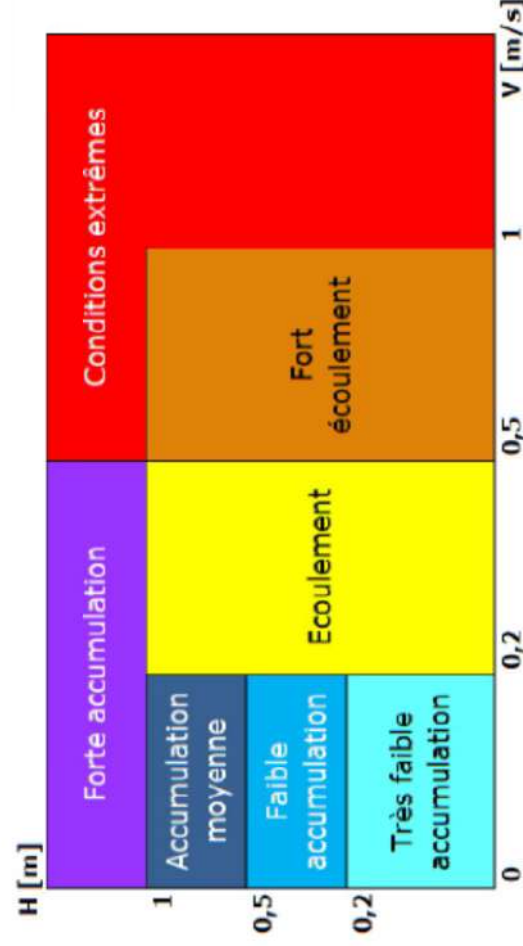 H [m]
Forte accumulation
Conditions extrêmes
1
Accumulation
moyenne
Ecoulement
Fort
écoulement
0,5
Faible
accumulation
0,2
Très faible
accumulation
0
0,2
0,5
1
V [m/s]